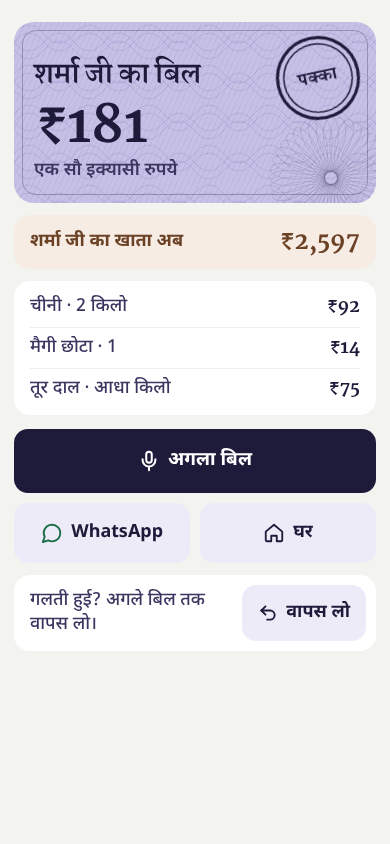 शर्मा जी का बिल
पक्का
₹181
एक सौ इक्यासी रुपये
शर्मा जी का खाता अब ₹2,597
चीनी · 2 किलो ₹92
मैगी छोटा · 1 ₹14
तूर दाल · आधा किलो ₹75
अगला बिल
WhatsApp
घर
गलती हुई? अगले बिल तक
वापस लो।
वापस लो